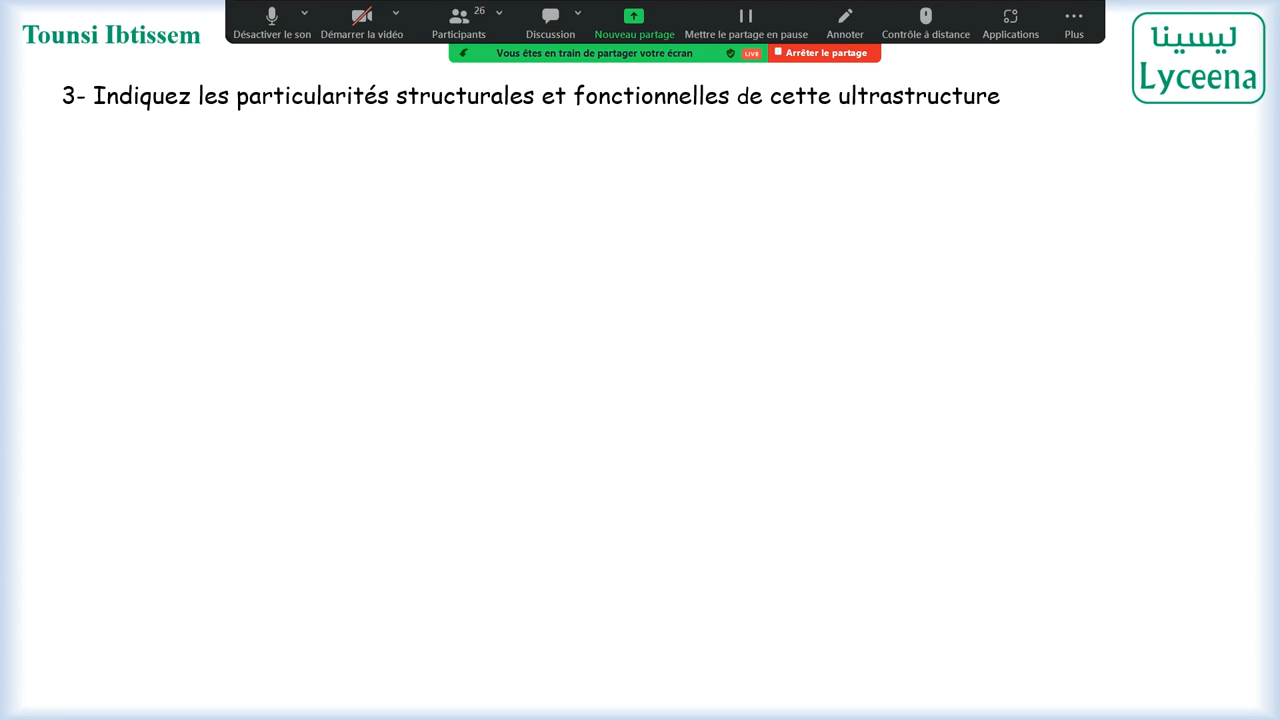 Tounsi Ibtissem
Désactiver le son
Démarrer la vidéo
Participants
26
Discussion
Nouveau partage
Mettre le partage en pause
Annoter
Contrôle à distance
Applications
Plus
Vous êtes en train de partager votre écran
LIVE
Arrêter le partage
ليسينا
Lyceena
3- Indiquez les particularités structurales et fonctionnelles de cette ultrastructure